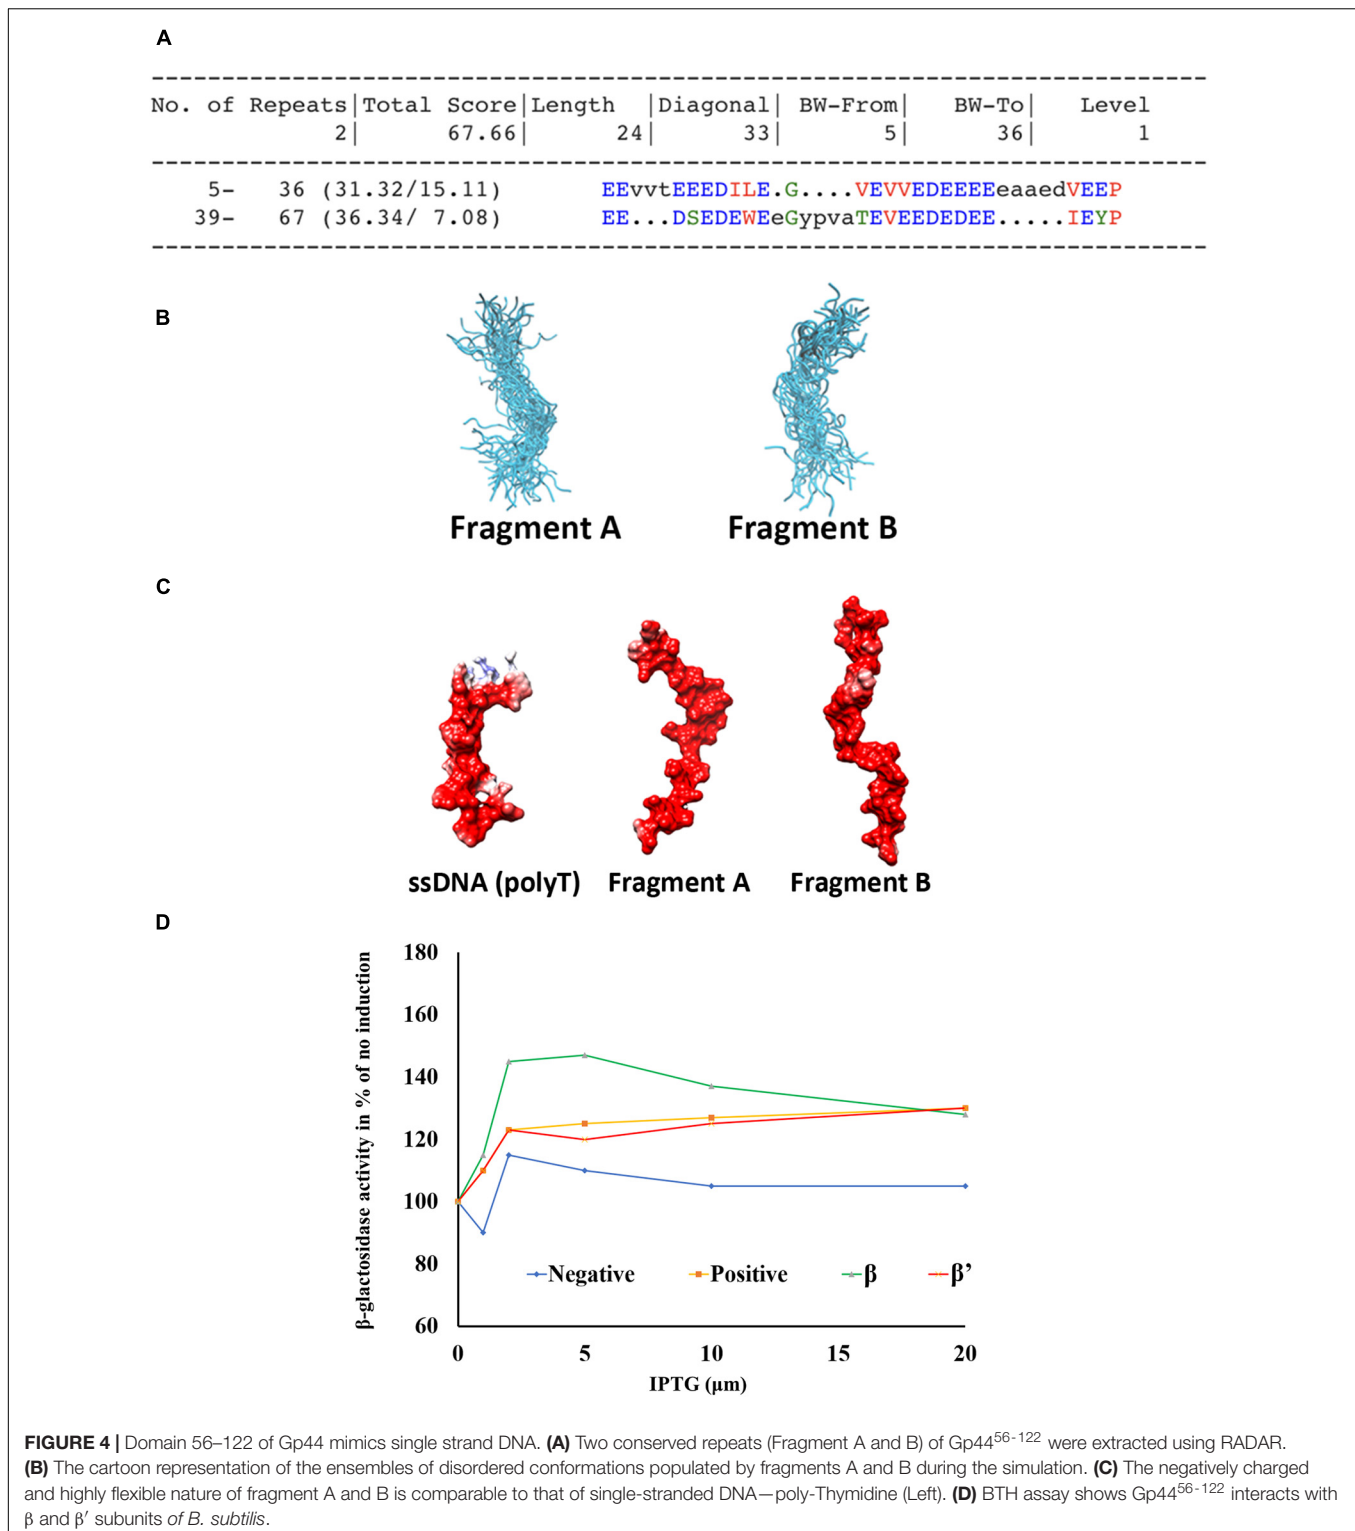 A
--------------------------------------------------------------------------
No. of Repeats|Total Score|Length  |Diagonal| BW-From|   BW-To|   Level
             2|      67.66|      24|      33|       5|      36|       1
--------------------------------------------------------------------------
    5-   36 (31.32/15.11)       EEvvtEEEDILE.G....VEVVEDEEEEeaaedVEEP
   39-   67 (36.34/ 7.08)       EE...DSEDEWEeGypvaTEVEEDEDEE.....IEYP
--------------------------------------------------------------------------
B
Fragment A
Fragment B
C
ssDNA (polyT)
Fragment A
Fragment B
D
β-glactosidase activity in % of no induction
180
160
140
120
100
80
60
Negative
Positive
β
β’
0
5
10
15
20
IPTG (μm)
FIGURE 4 | Domain 56–122 of Gp44 mimics single strand DNA. (A) Two conserved repeats (Fragment A and B) of Gp44⁵⁶⁻¹²² were extracted using RADAR.
(B) The cartoon representation of the ensembles of disordered conformations populated by fragments A and B during the simulation. (C) The negatively charged
and highly flexible nature of fragment A and B is comparable to that of single-stranded DNA—poly-Thymidine (Left). (D) BTH assay shows Gp44⁵⁶⁻¹²² interacts with
β and β′ subunits of B. subtilis.